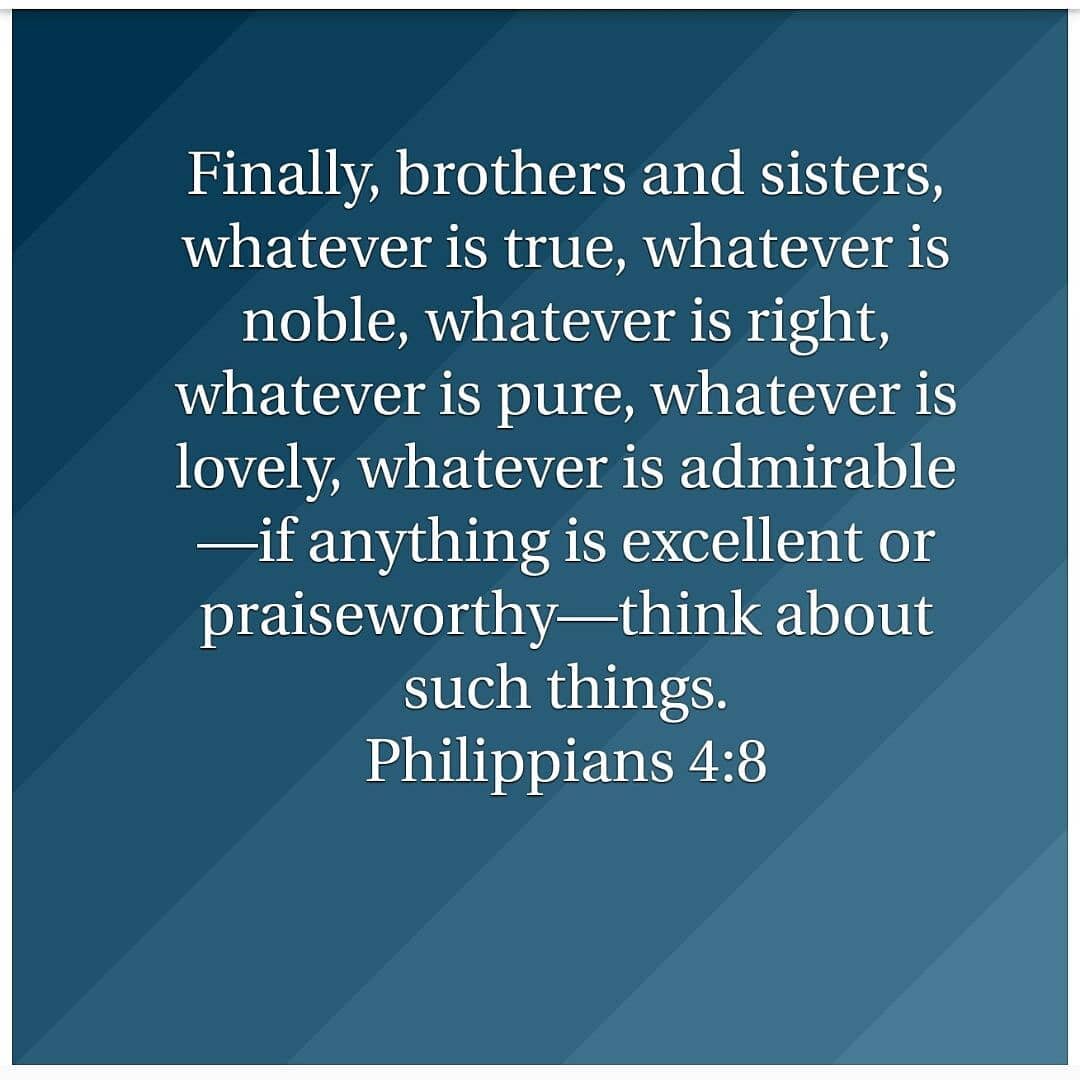 Finally, brothers and sisters,
whatever is true, whatever is
noble, whatever is right,
whatever is pure, whatever is
lovely, whatever is admirable
—if anything is excellent or
praiseworthy—think about
such things.
Philippians 4:8